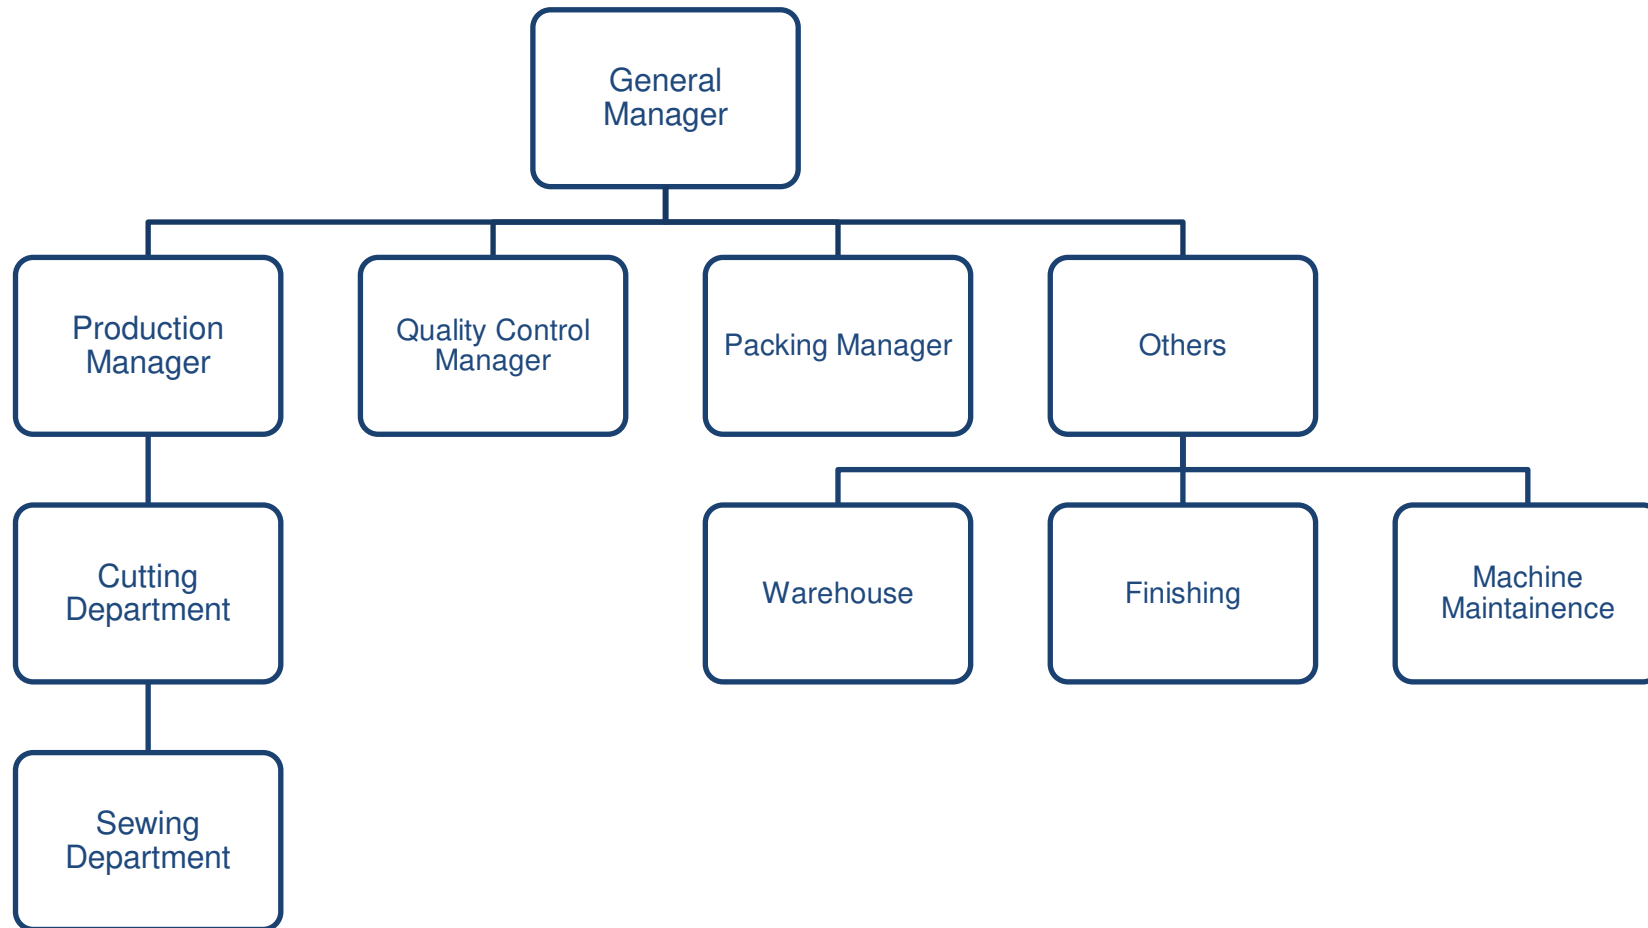 General
Manager
Production
Manager
Quality Control
Manager
Packing Manager
Others
Cutting
Department
Warehouse
Finishing
Machine
Maintainence
Sewing
Department